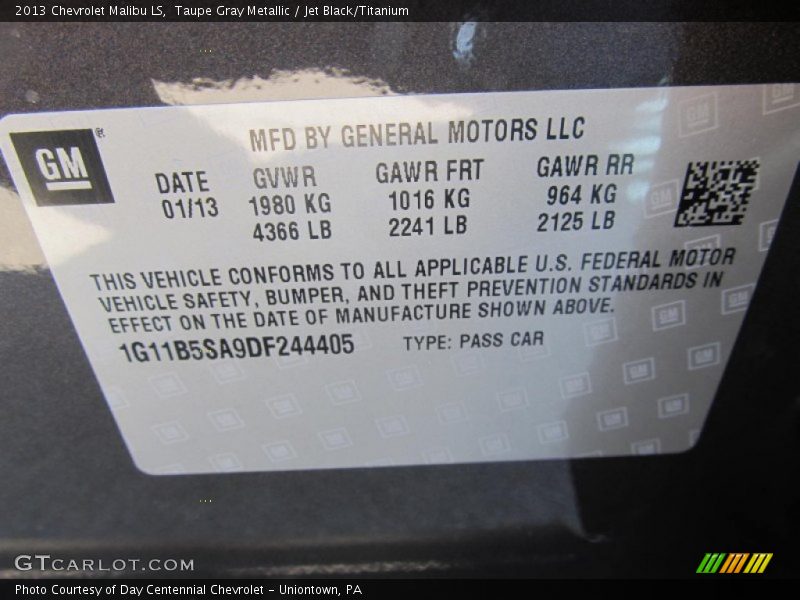 2013 Chevrolet Malibu LS, Taupe Gray Metallic / Jet Black/Titanium
GM®
MFD BY GENERAL MOTORS LLC
DATE GVWR GAWR FRT GAWR RR
01/13 1980 KG 1016 KG 964 KG
4366 LB 2241 LB 2125 LB
THIS VEHICLE CONFORMS TO ALL APPLICABLE U.S. FEDERAL MOTOR
VEHICLE SAFETY, BUMPER, AND THEFT PREVENTION STANDARDS IN
EFFECT ON THE DATE OF MANUFACTURE SHOWN ABOVE.
1G11B5SA9DF244405 TYPE: PASS CAR
GTCARLOT.COM
Photo Courtesy of Day Centennial Chevrolet - Uniontown, PA